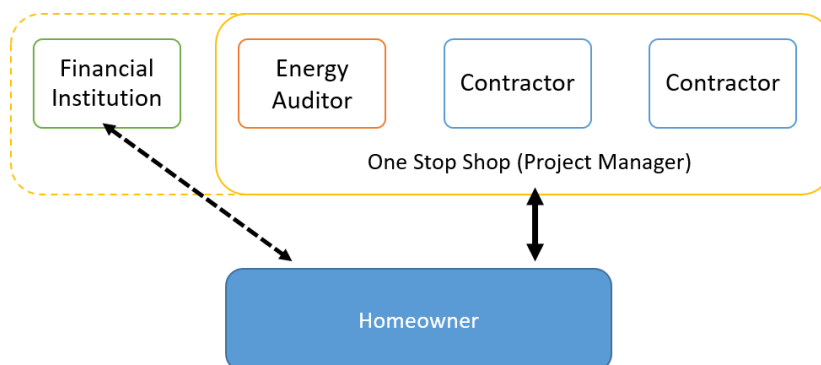 Financial
Institution
Energy
Auditor
Contractor
Contractor
One Stop Shop (Project Manager)
Homeowner